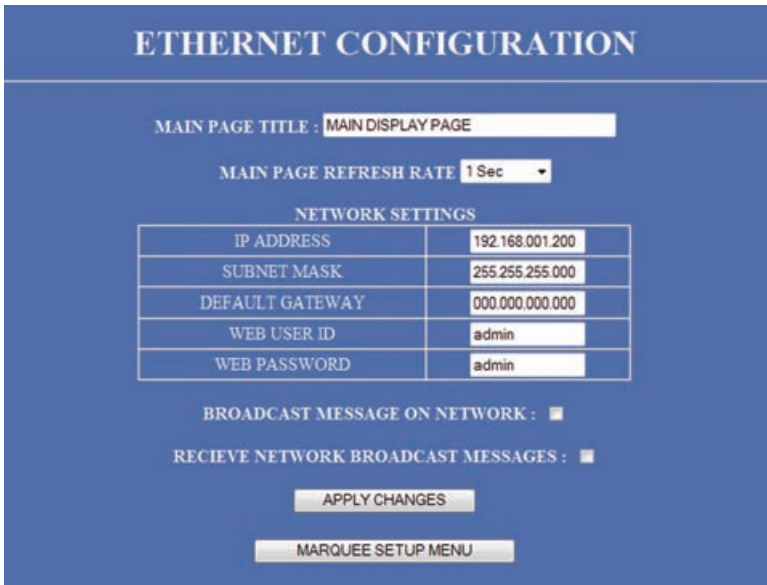 ETHERNET CONFIGURATION
MAIN PAGE TITLE : MAIN DISPLAY PAGE
MAIN PAGE REFRESH RATE 1 Sec
NETWORK SETTINGS
IP ADDRESS 192.168.001.200
SUBNET MASK 255.255.255.000
DEFAULT GATEWAY 000.000.000.000
WEB USER ID admin
WEB PASSWORD admin
BROADCAST MESSAGE ON NETWORK :
RECIEVE NETWORK BROADCAST MESSAGES :
APPLY CHANGES
MARQUEE SETUP MENU